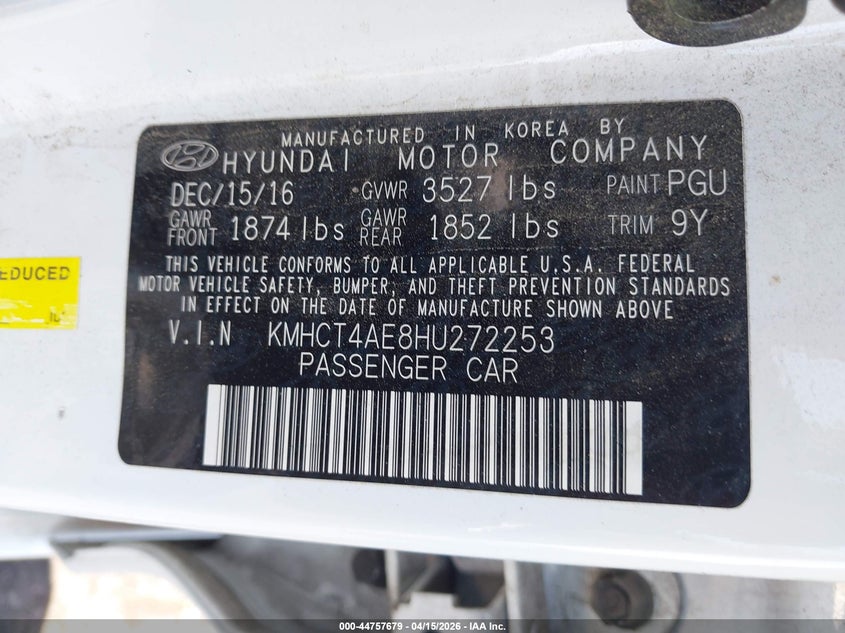 MANUFACTURED IN KOREA BY
HYUNDAI MOTOR COMPANY
DEC/15/16 GVWR 3527 lbs PAINT PGU
GAWR FRONT 1874 lbs GAWR REAR 1852 lbs TRIM 9Y
THIS VEHICLE CONFORMS TO ALL APPLICABLE U.S.A. FEDERAL
MOTOR VEHICLE SAFETY, BUMPER, AND THEFT PREVENTION STANDARDS
IN EFFECT ON THE DATE OF MANUFACTURE SHOWN ABOVE
V.I.N KMHCT4AE8HU272253
PASSENGER CAR
EDUCED
000-44757679 - 04/15/2026 - IAA Inc.